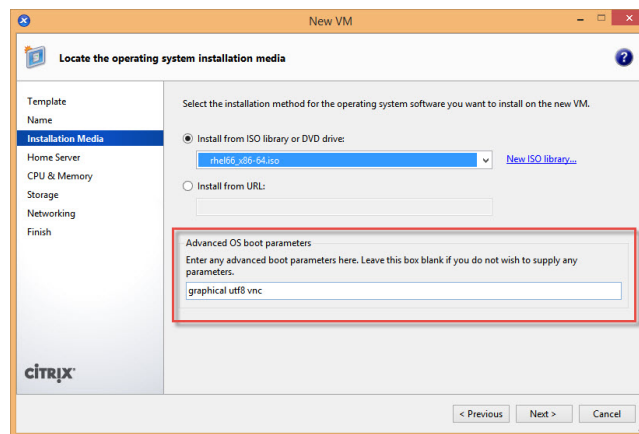 New VM
Locate the operating system installation media
?
Template
Name
Installation Media
Home Server
CPU & Memory
Storage
Networking
Finish
Select the installation method for the operating system software you want to install on the new VM.
Install from ISO library or DVD drive:
rhel66_x86-64.iso
New ISO library...
Install from URL:
Advanced OS boot parameters
Enter any advanced boot parameters here. Leave this box blank if you do not wish to supply any
parameters.
graphical utf8 vnc
CİTRIX
< Previous
Next >
Cancel